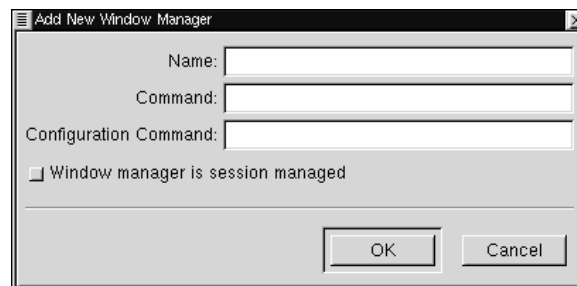 Add New Window Manager
Name:
Command:
Configuration Command:
Window manager is session managed
OK
Cancel